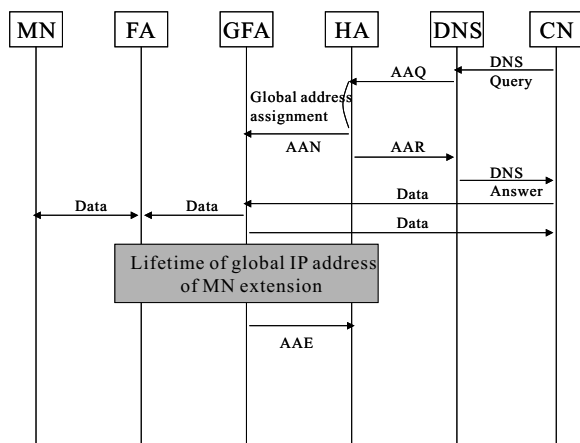 MN FA GFA HA DNS CN
DNS
Query
AAQ
Global address
assignment
AAN
AAR
DNS
Answer
Data
Data
Data
Data
Lifetime of global IP address
of MN extension
AAE